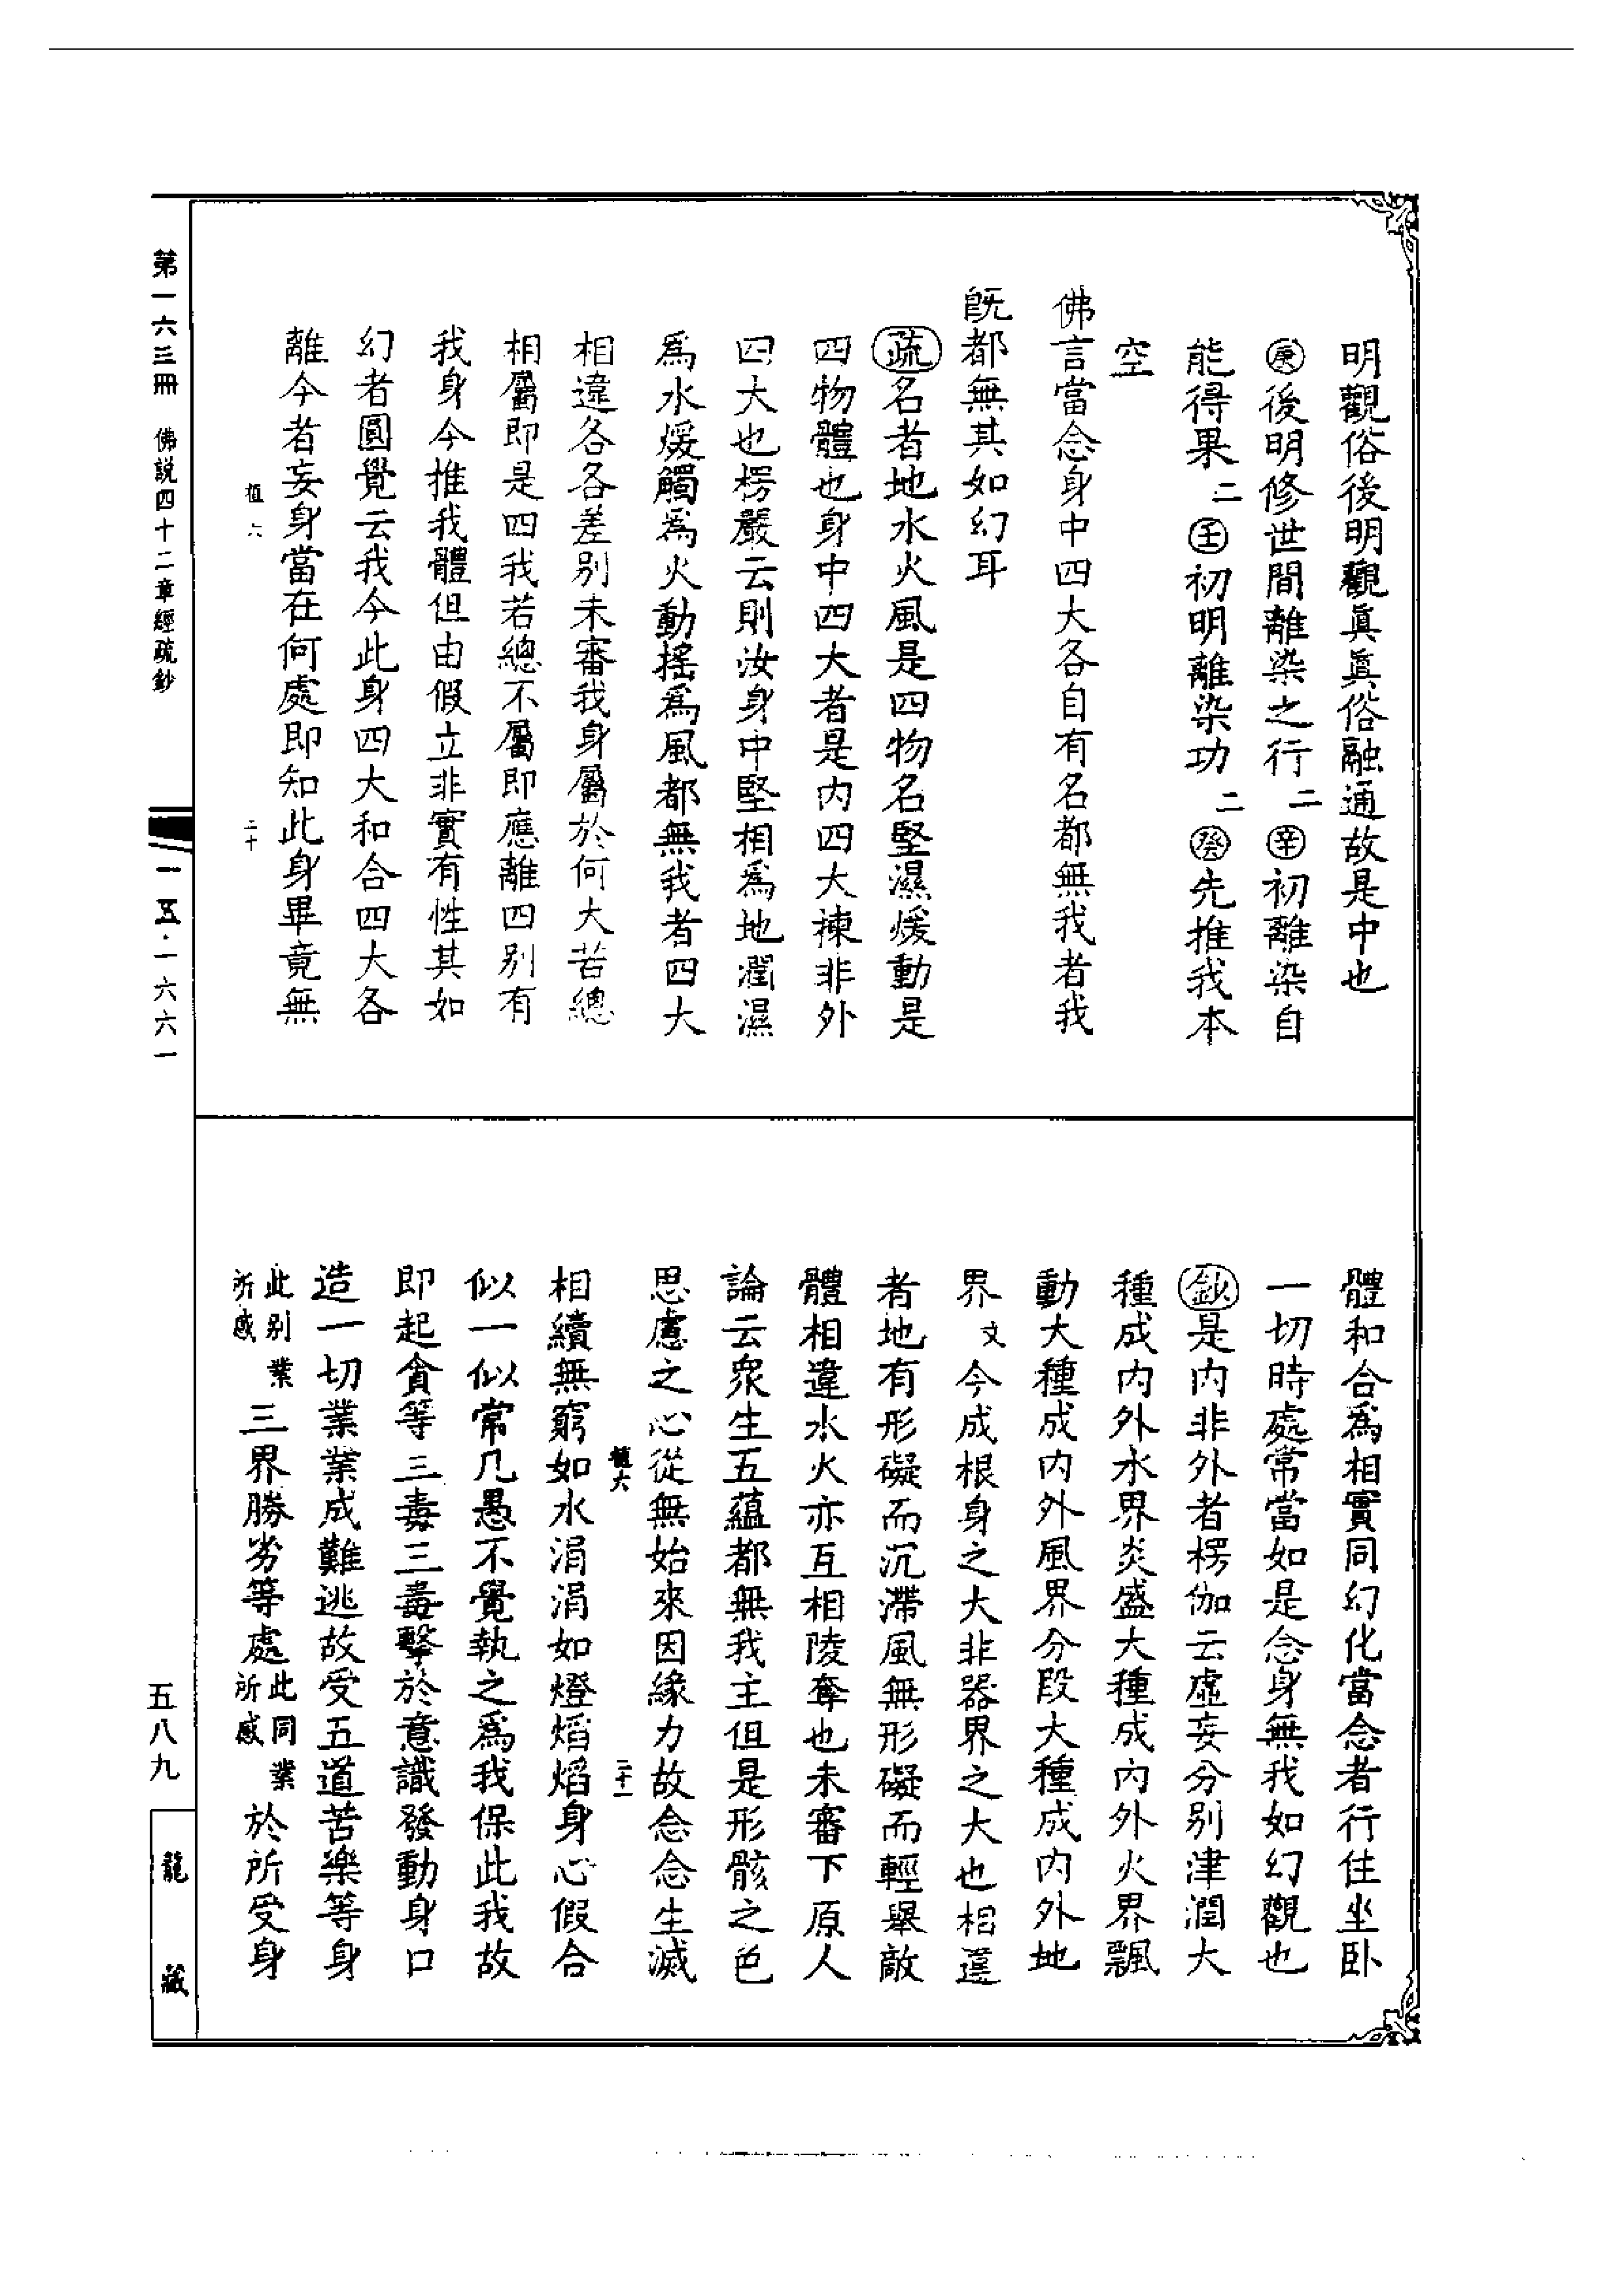 明觀俗後明觀眞眞俗融通故是中也
庚後明修世間離染之行二辛初離染自
能得果二壬初明離染功二癸先推我本
空
佛言當念身中四大各自有名都無我者我
旣都無其如幻耳
疏名者地水火風是四物名堅濕煖動是
四物體也身中四大者是內四大揀非外
四大也楞嚴云則汝身中堅相爲地潤濕
爲水煖觸爲火動搖爲風都無我者四大
相違各各差別未審我身屬於何大苦總
相屬即是四我若總不屬即應離四別有
我身今推我體但由假立非實有性其如
幻者圓覺云我今此身四大和合四大各
離今者妄身當在何處即知此身畢竟無
植六 二十
體和合爲相實同幻化當念者行住坐卧
一切時處常當如是念身無我如幻觀也
鈔是內非外者楞伽云虛妄分別津潤大
種成內外水界炎盛大種成內外火界飄
動大種成內外風界分段大種成內外地
界文今成根身之大非器界之大也相違
者地有形礙而沉滯風無形礙而輕舉敵
體相違水火亦互相陵奪也未審下原人
論云衆生五蘊都無我主但是形骸之色
思慮之心從無始來因緣力故念念生滅
植六 二十一
相續無窮如水涓涓如燈焰焰身心假合
似一似常凡愚不覺執之爲我保此我故
即起貪等三毒三毒擊於意識發動身口
造一切業業成難逃故受五道苦樂等身
此別業所感三界勝劣等處此同業所感於所受身
第一六三冊 佛説四十二章經疏鈔
一五·一六六一
五八九
龍藏